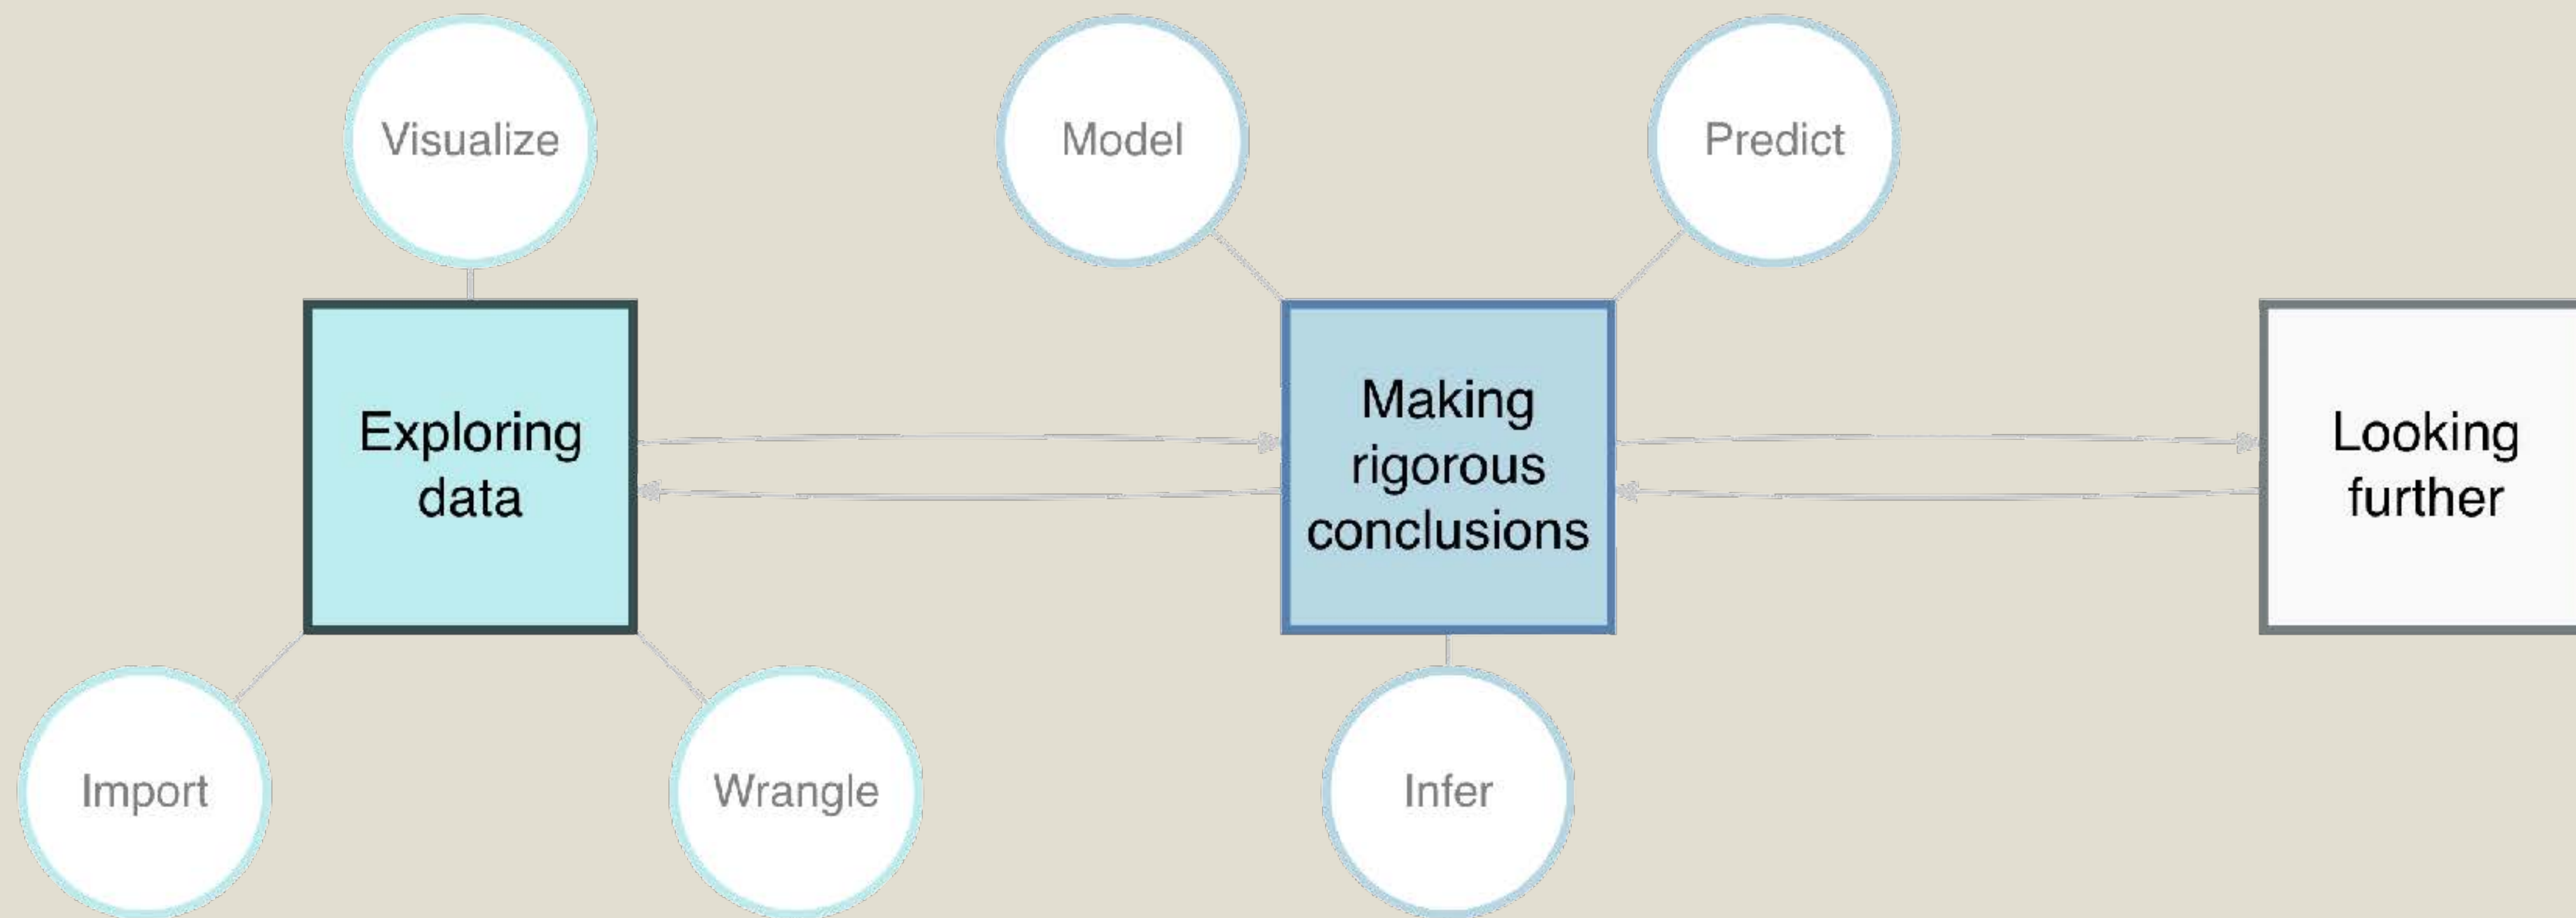 Visualize
Model
Predict
Exploring
data
Making
rigorous
conclusions
Looking
further
Import
Wrangle
Infer